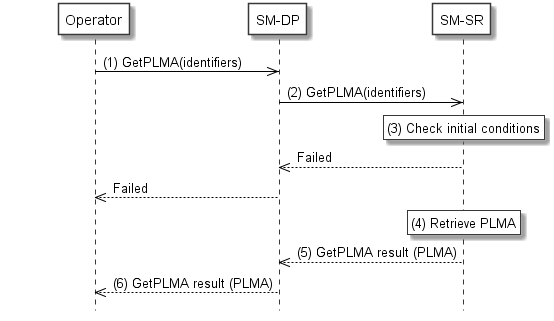 Operator
SM-DP
SM-SR
(1) GetPLMA(identifiers)
(2) GetPLMA(identifiers)
(3) Check initial conditions
Failed
Failed
(4) Retrieve PLMA
(5) GetPLMA result (PLMA)
(6) GetPLMA result (PLMA)